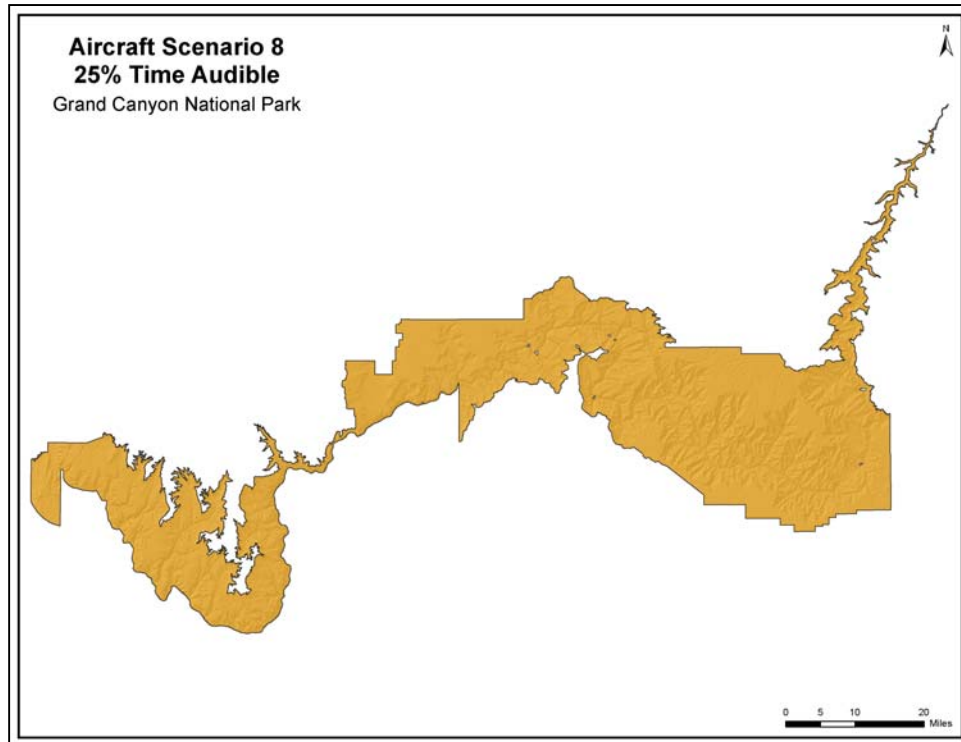 Aircraft Scenario 8
25% Time Audible
Grand Canyon National Park
N
0 5 10 20
Miles